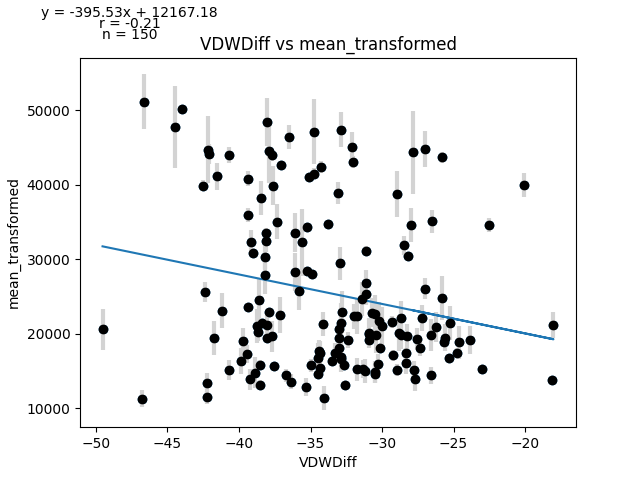 y = -395.53x + 12167.18
r = -0.21
n = 150
VDWDiff vs mean_transformed
mean_transformed
50000
40000
30000
20000
10000
−50
−45
−40
−35
−30
−25
−20
VDWDiff